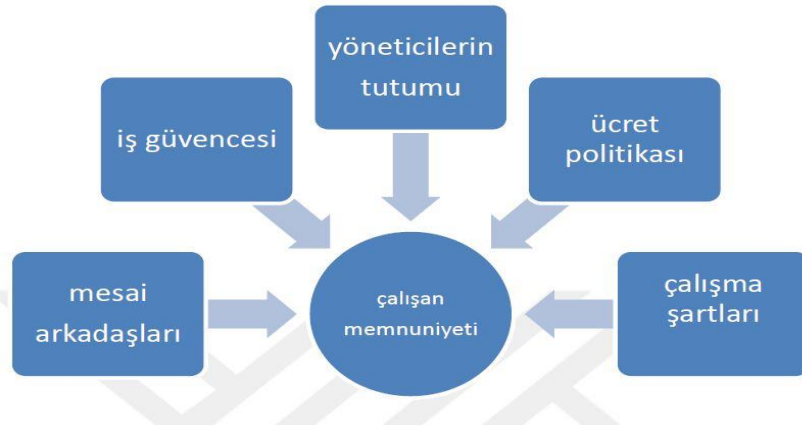 yöneticilerin
tutumu
iş güvencesi
ücret
politikası
mesai
arkadaşları
çalışan
memnuniyeti
çalışma
şartları